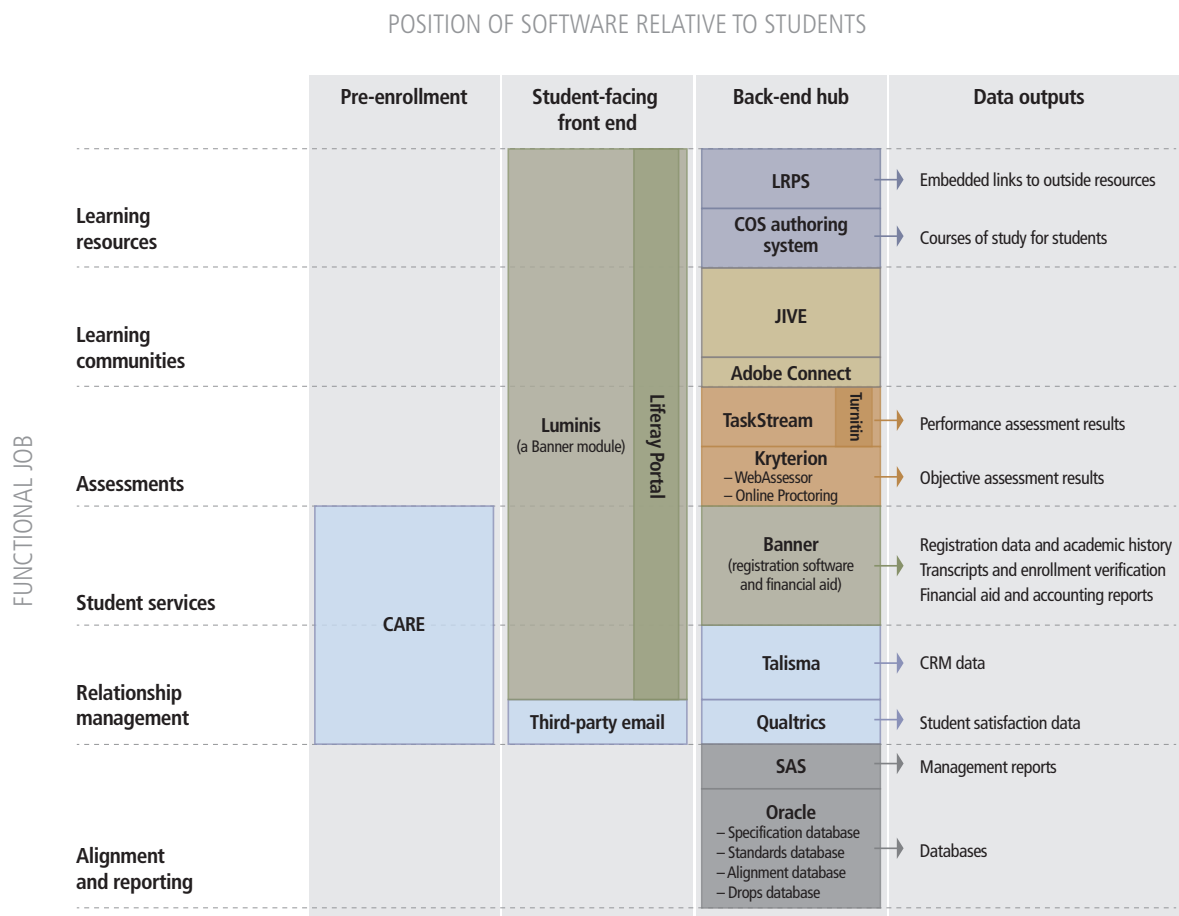 POSITION OF SOFTWARE RELATIVE TO STUDENTS
Pre-enrollment
Student-facing
front end
Back-end hub
Data outputs
FUNCTIONAL JOB
Learning
resources
LRPS
Embedded links to outside resources
COS authoring
system
Courses of study for students
Learning
communities
JIVE
Adobe Connect
Luminis
(a Banner module)
Liferay Portal
Assessments
TaskStream
Turnitin
Performance assessment results
Kryterion
– WebAssessor
– Online Proctoring
Objective assessment results
Student services
CARE
Banner
(registration software
and financial aid)
Registration data and academic history
Transcripts and enrollment verification
Financial aid and accounting reports
Relationship
management
Talisma
CRM data
Third-party email
Qualtrics
Student satisfaction data
Alignment
and reporting
SAS
Management reports
Oracle
– Specification database
– Standards database
– Alignment database
– Drops database
Databases